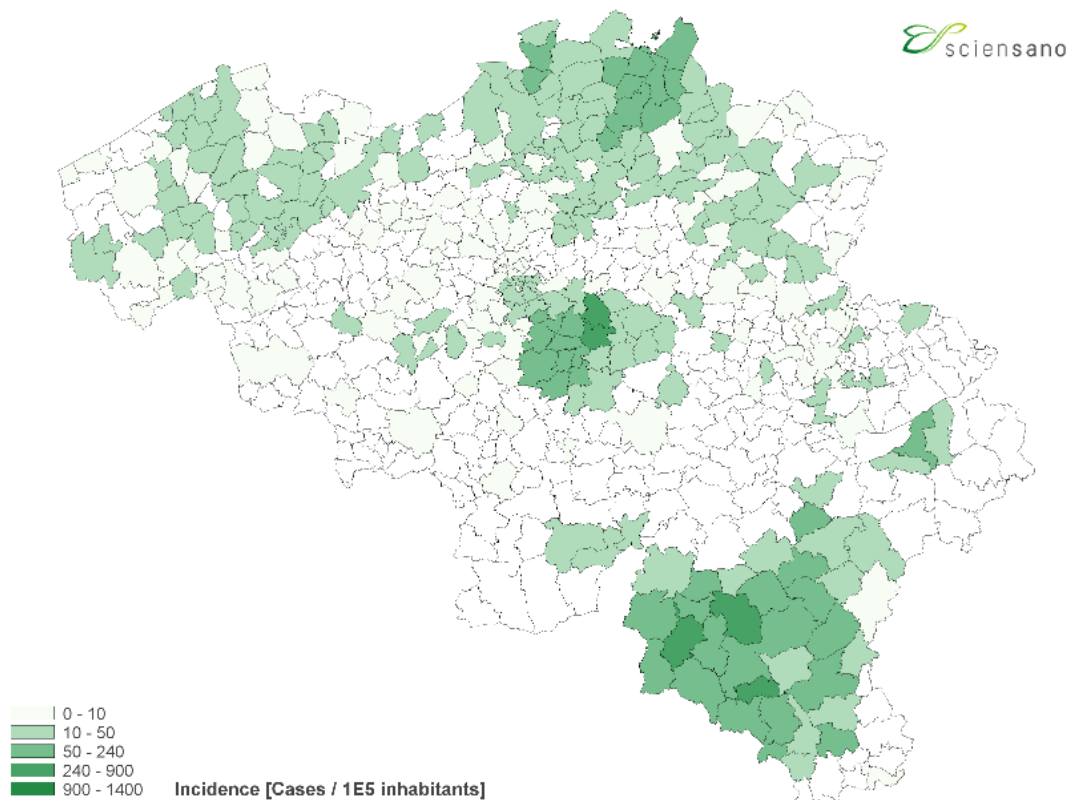 sciensano
0 - 10
10 - 50
50 - 240
240 - 900
900 - 1400
Incidence [Cases / 1E5 inhabitants]